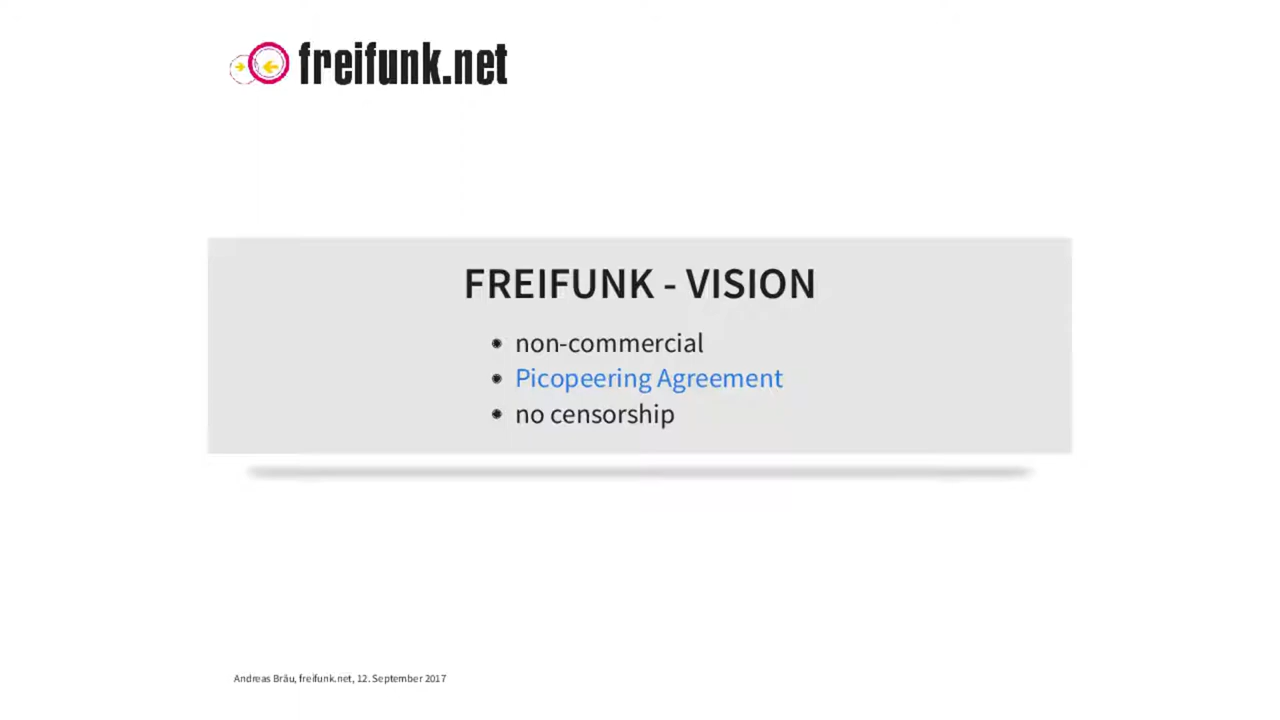 freifunk.net
FREIFUNK - VISION
• non-commercial
• Picopeering Agreement
• no censorship
Andreas Bräu, freifunk.net, 12. September 2017